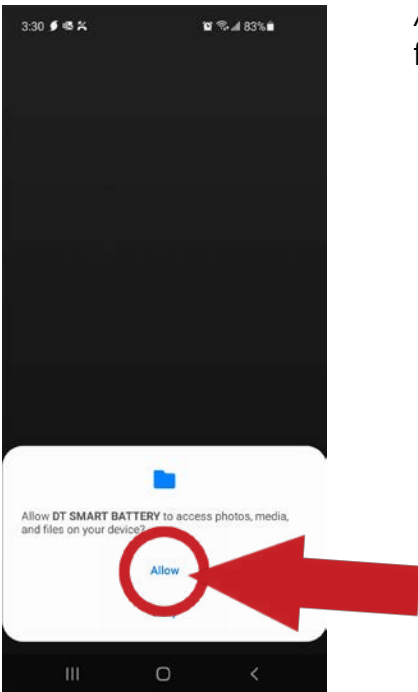 3:30 83%
Allow DT SMART BATTERY to access photos, media,
and files on your device?
Allow